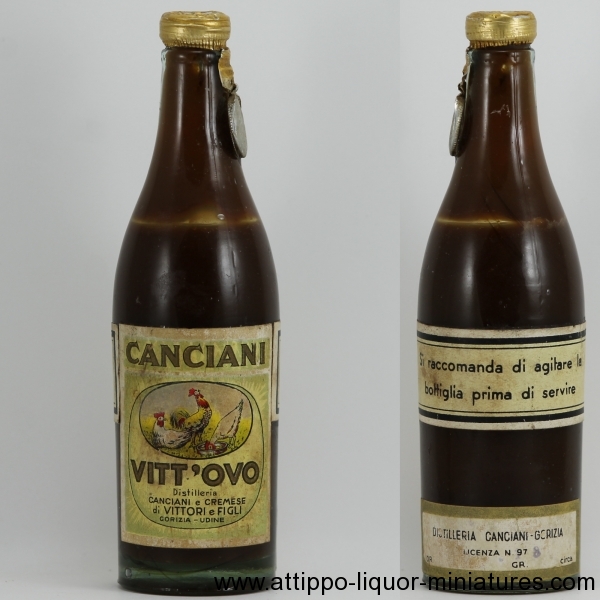 CANCIANI
VITT'OVO
Distilleria
CANCIANI e CREMESE
di VITTORI e FIGLI
GORIZIA - UDINE
Si raccomanda di agitare la
bottiglia prima di servire
DISTILLERIA CANCIANI-GORIZIA
LICENZA N. 97 8
GR. circa
www.attippo-liquor-miniatures.com